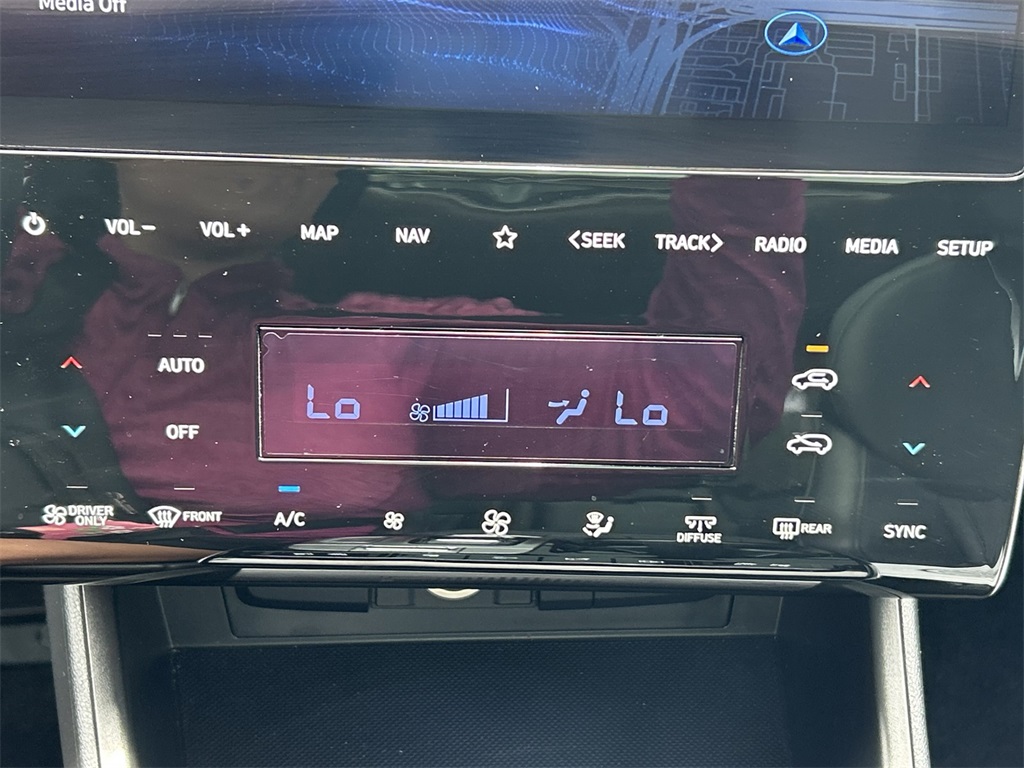 Media Off
VOL− VOL+ MAP NAV <SEEK TRACK> RADIO MEDIA SETUP
AUTO
Lo Lo
OFF
DRIVER ONLY FRONT A/C DIFFUSE REAR SYNC